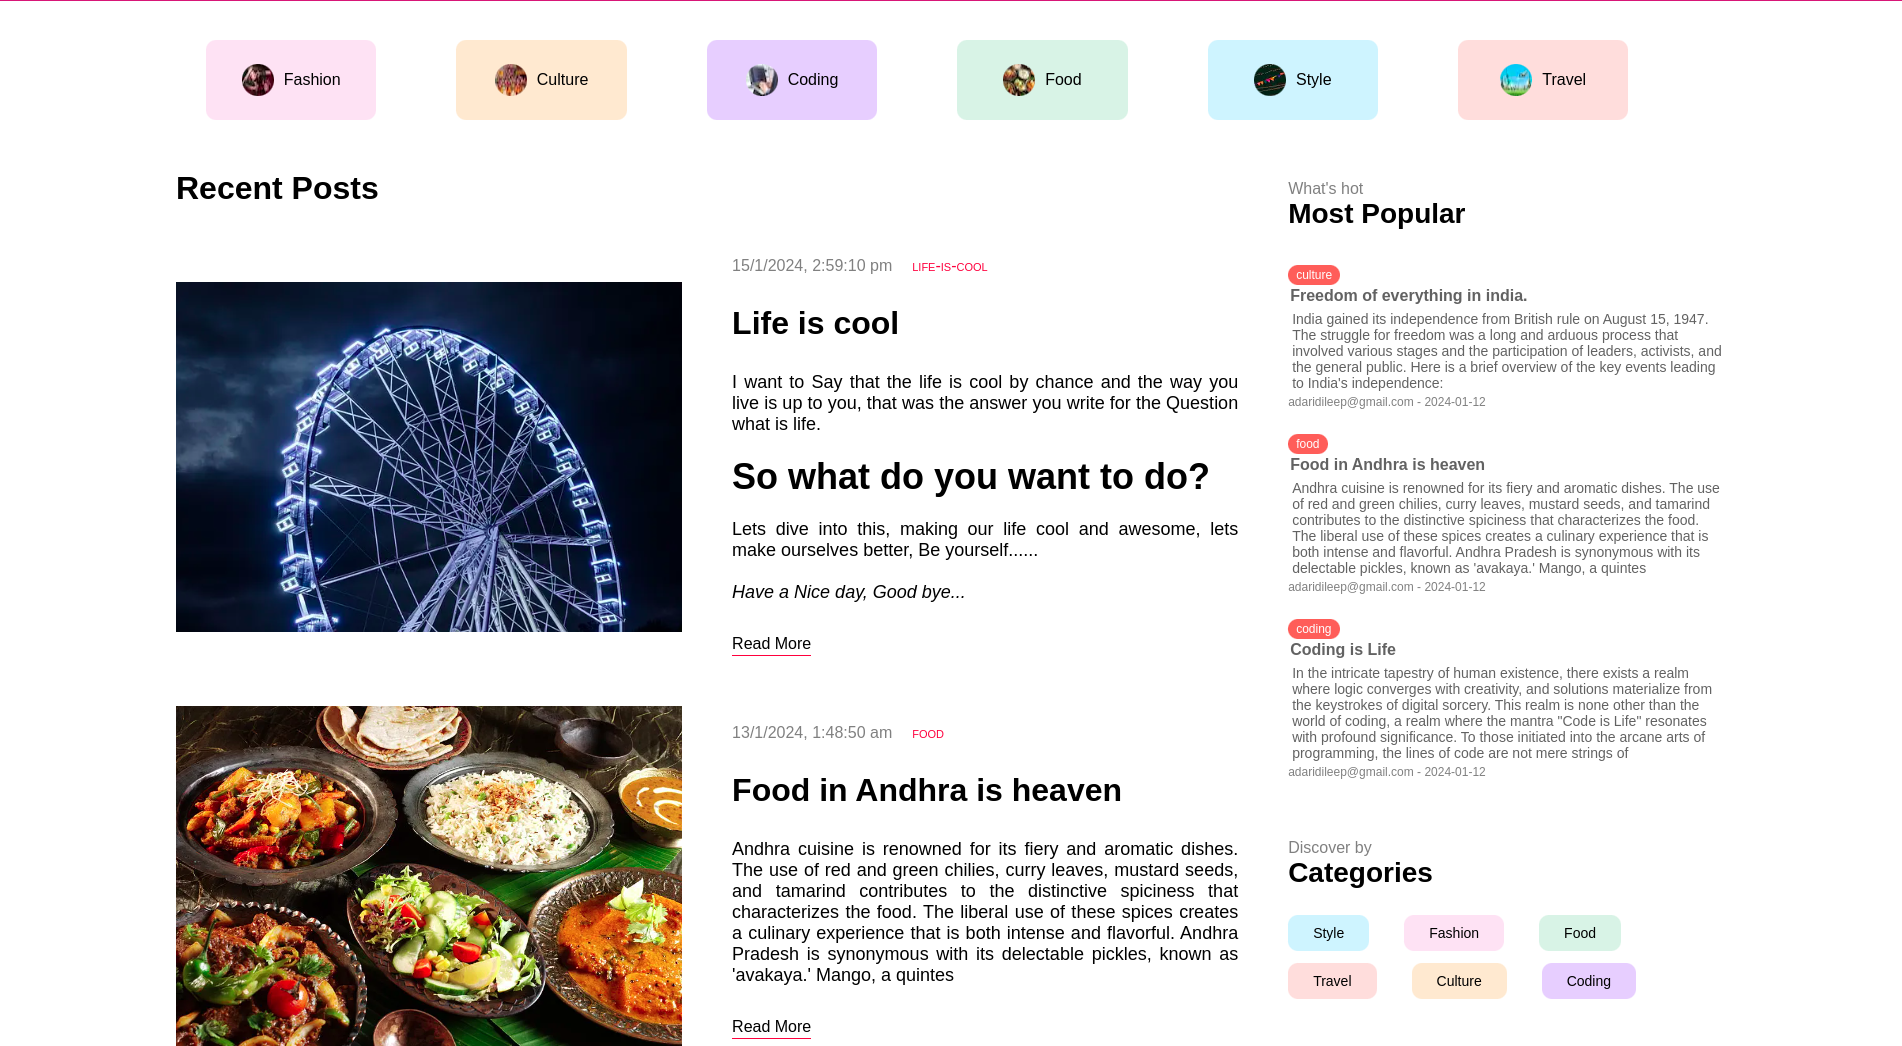 Fashion
Culture
Coding
Food
Style
Travel
Recent Posts
15/1/2024, 2:59:10 pm LIFE-IS-COOL
Life is cool
I want to Say that the life is cool by chance and the way you
live is up to you, that was the answer you write for the Question
what is life.
So what do you want to do?
Lets dive into this, making our life cool and awesome, lets
make ourselves better, Be yourself......
Have a Nice day, Good bye...
Read More
13/1/2024, 1:48:50 am FOOD
Food in Andhra is heaven
Andhra cuisine is renowned for its fiery and aromatic dishes.
The use of red and green chilies, curry leaves, mustard seeds,
and tamarind contributes to the distinctive spiciness that
characterizes the food. The liberal use of these spices creates
a culinary experience that is both intense and flavorful. Andhra
Pradesh is synonymous with its delectable pickles, known as
'avakaya.' Mango, a quintes
Read More
What's hot
Most Popular
culture
Freedom of everything in india.
India gained its independence from British rule on August 15, 1947.
The struggle for freedom was a long and arduous process that
involved various stages and the participation of leaders, activists, and
the general public. Here is a brief overview of the key events leading
to India's independence:
adaridileep@gmail.com - 2024-01-12
food
Food in Andhra is heaven
Andhra cuisine is renowned for its fiery and aromatic dishes. The use
of red and green chilies, curry leaves, mustard seeds, and tamarind
contributes to the distinctive spiciness that characterizes the food.
The liberal use of these spices creates a culinary experience that is
both intense and flavorful. Andhra Pradesh is synonymous with its
delectable pickles, known as 'avakaya.' Mango, a quintes
adaridileep@gmail.com - 2024-01-12
coding
Coding is Life
In the intricate tapestry of human existence, there exists a realm
where logic converges with creativity, and solutions materialize from
the keystrokes of digital sorcery. This realm is none other than the
world of coding, a realm where the mantra "Code is Life" resonates
with profound significance. To those initiated into the arcane arts of
programming, the lines of code are not mere strings of
adaridileep@gmail.com - 2024-01-12
Discover by
Categories
Style
Fashion
Food
Travel
Culture
Coding